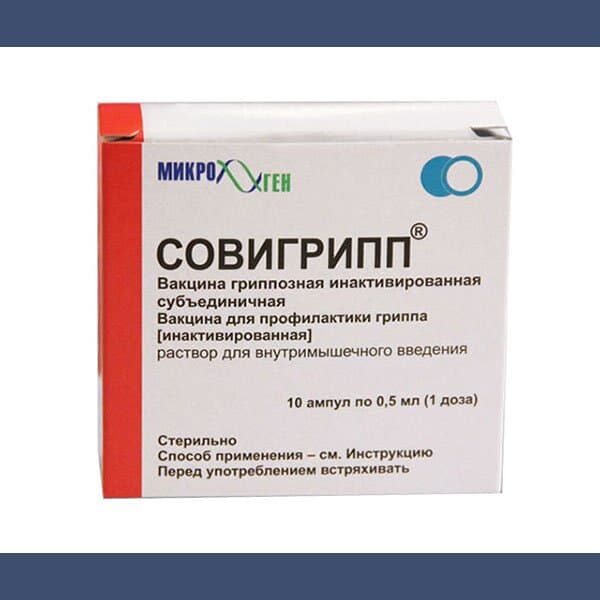 МИКРОГЕН
СОВИГРИПП®
Вакцина гриппозная инактивированная
субъединичная
Вакцина для профилактики гриппа
[инактивированная]
раствор для внутримышечного введения
10 ампул по 0,5 мл (1 доза)
Стерильно
Способ применения – см. Инструкцию
Перед употреблением встряхивать